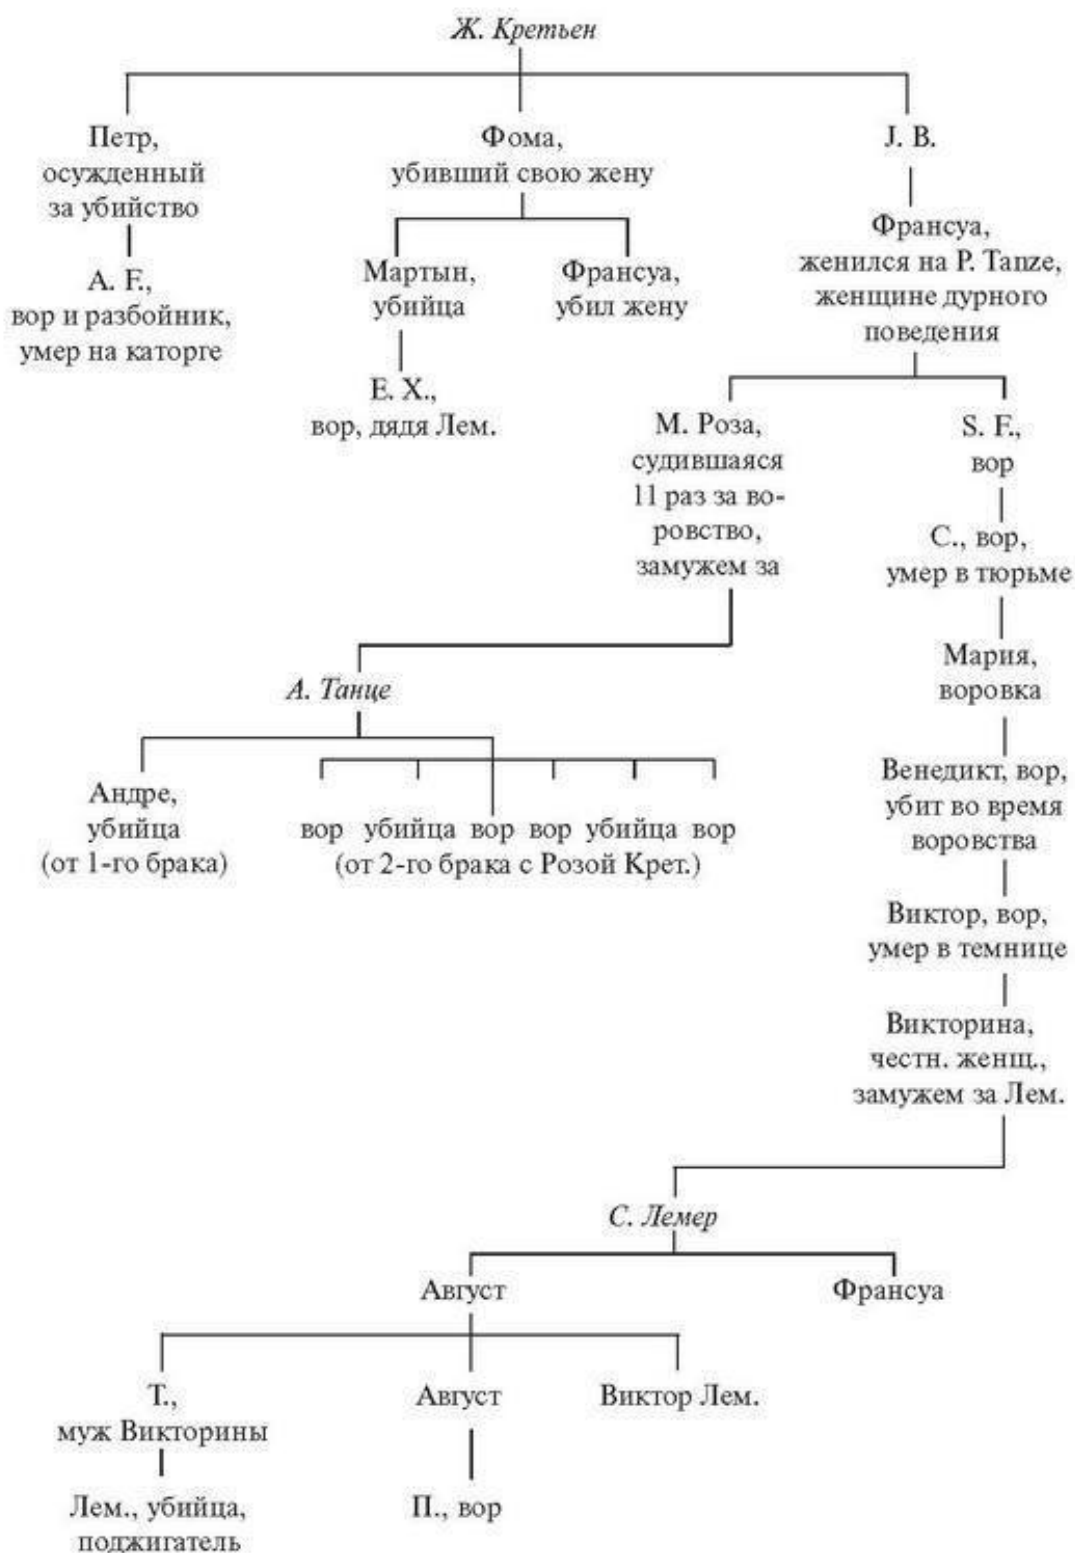 Ж. Кретьен
Петр,
осужденный
за убийство
А. F.,
вор и разбойник,
умер на каторге
Фома,
убивший свою жену
Мартын,
убийца
Е. Х.,
вор, дядя Лем.
Франсуа,
убил жену
J. B.
Франсуа,
женился на P. Tanze,
женщине дурного
поведения
М. Роза,
судившаяся
11 раз за во-
ровство,
замужем за
S. F.,
вор
С., вор,
умер в тюрьме
Мария,
воровка
Венедикт, вор,
убит во время
воровства
Виктор, вор,
умер в темнице
Викторина,
честн. женщ.,
замужем за Лем.
А. Танце
Андре,
убийца
(от 1-го брака)
вор убийца вор вор убийца вор
(от 2-го брака с Розой Крет.)
С. Лемер
Август
Франсуа
Т.,
муж Викторины
Лем., убийца,
поджигатель
Август
П., вор
Виктор Лем.